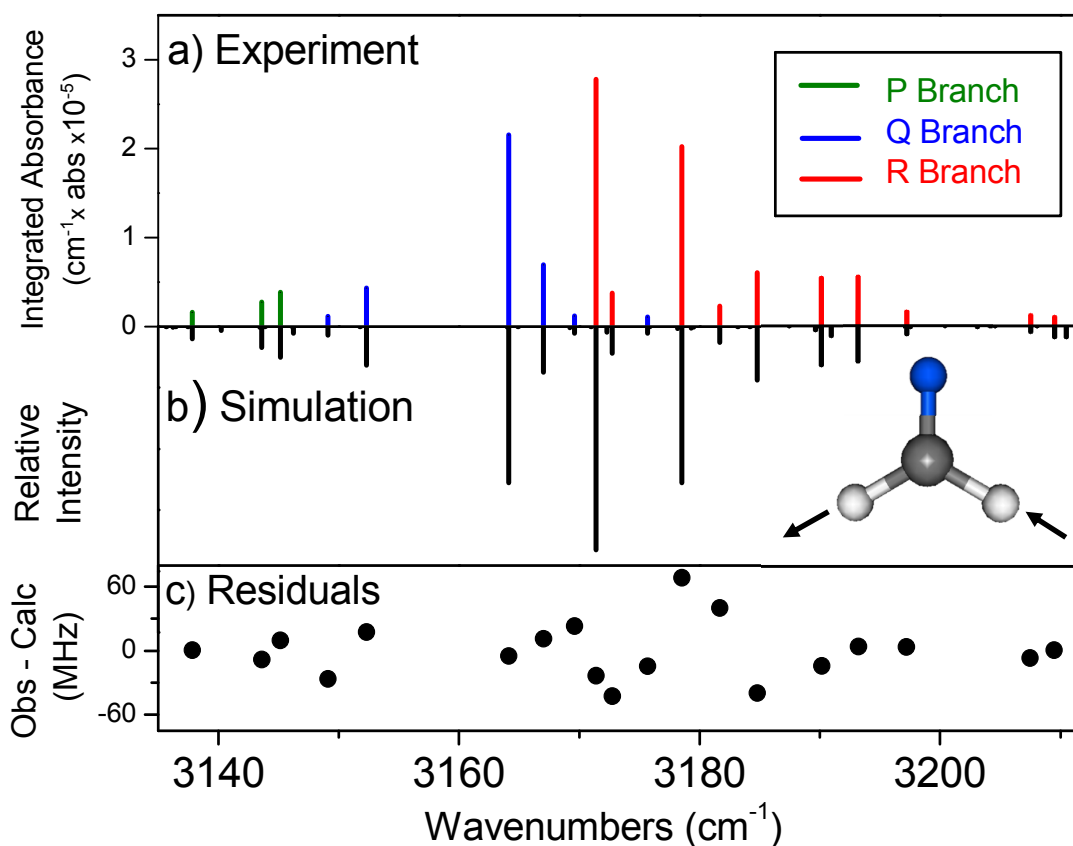 a) Experiment
Integrated Absorbance
(cm⁻¹x abs x10⁻⁵)
3
2
1
0
P Branch
Q Branch
R Branch
b) Simulation
Relative
Intensity
c) Residuals
Obs - Calc
(MHz)
60
0
-60
3140 3160 3180 3200
Wavenumbers (cm⁻¹)